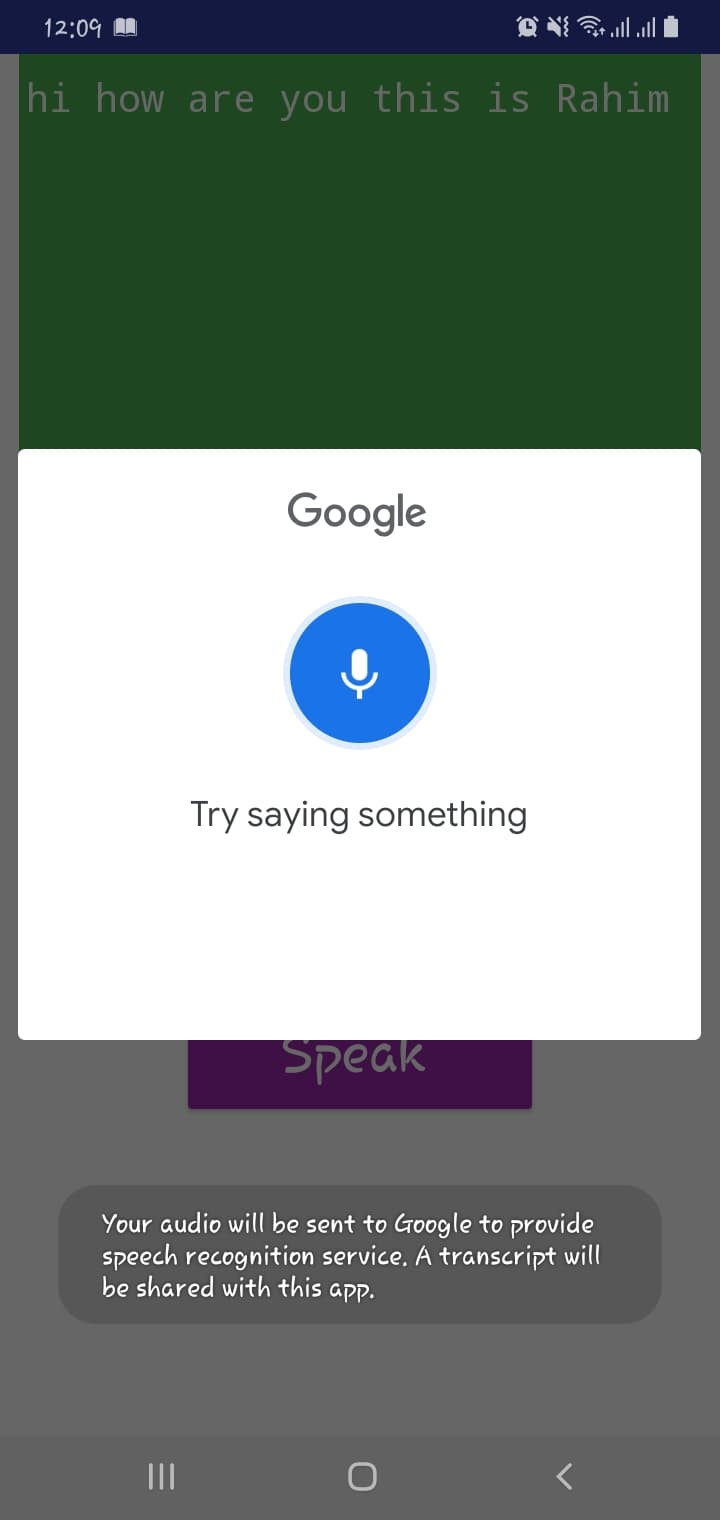 12:09
hi how are you this is Rahim
Google
Try saying something
Speak
Your audio will be sent to Google to provide
speech recognition service. A transcript will
be shared with this app.